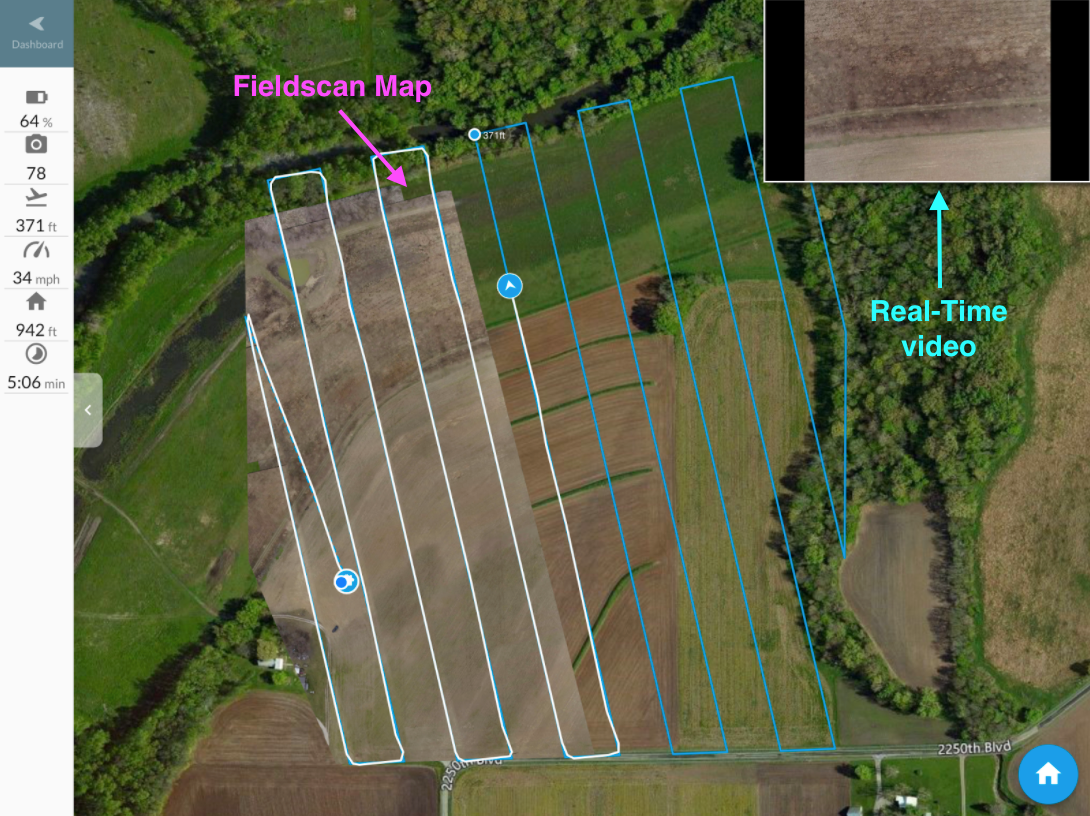 Dashboard
64 %
78
371 ft
34 mph
942 ft
5:06 min
Fieldscan Map
371ft
Real-Time
video
2250th Blvd
2250th Blvd